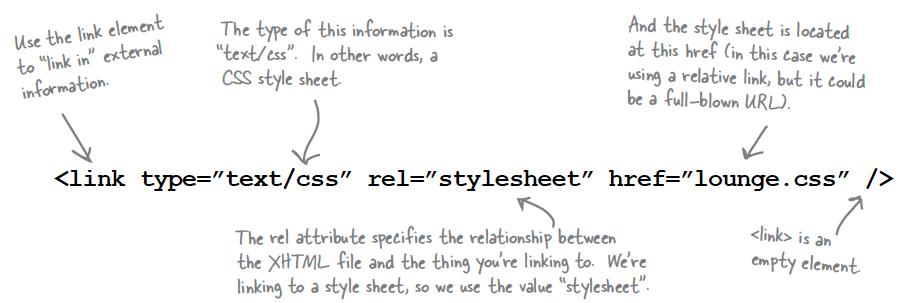 Use the link element
to “link in” external
information.
The type of this information is
“text/css”. In other words, a
CSS style sheet.
And the style sheet is located
at this href (in this case we’re
using a relative link, but it could
be a full-blown URL).
<link type=”text/css” rel=”stylesheet” href=”lounge.css” />
The rel attribute specifies the relationship between
the XHTML file and the thing you’re linking to. We’re
linking to a style sheet, so we use the value “stylesheet”.
<link> is an
empty element.